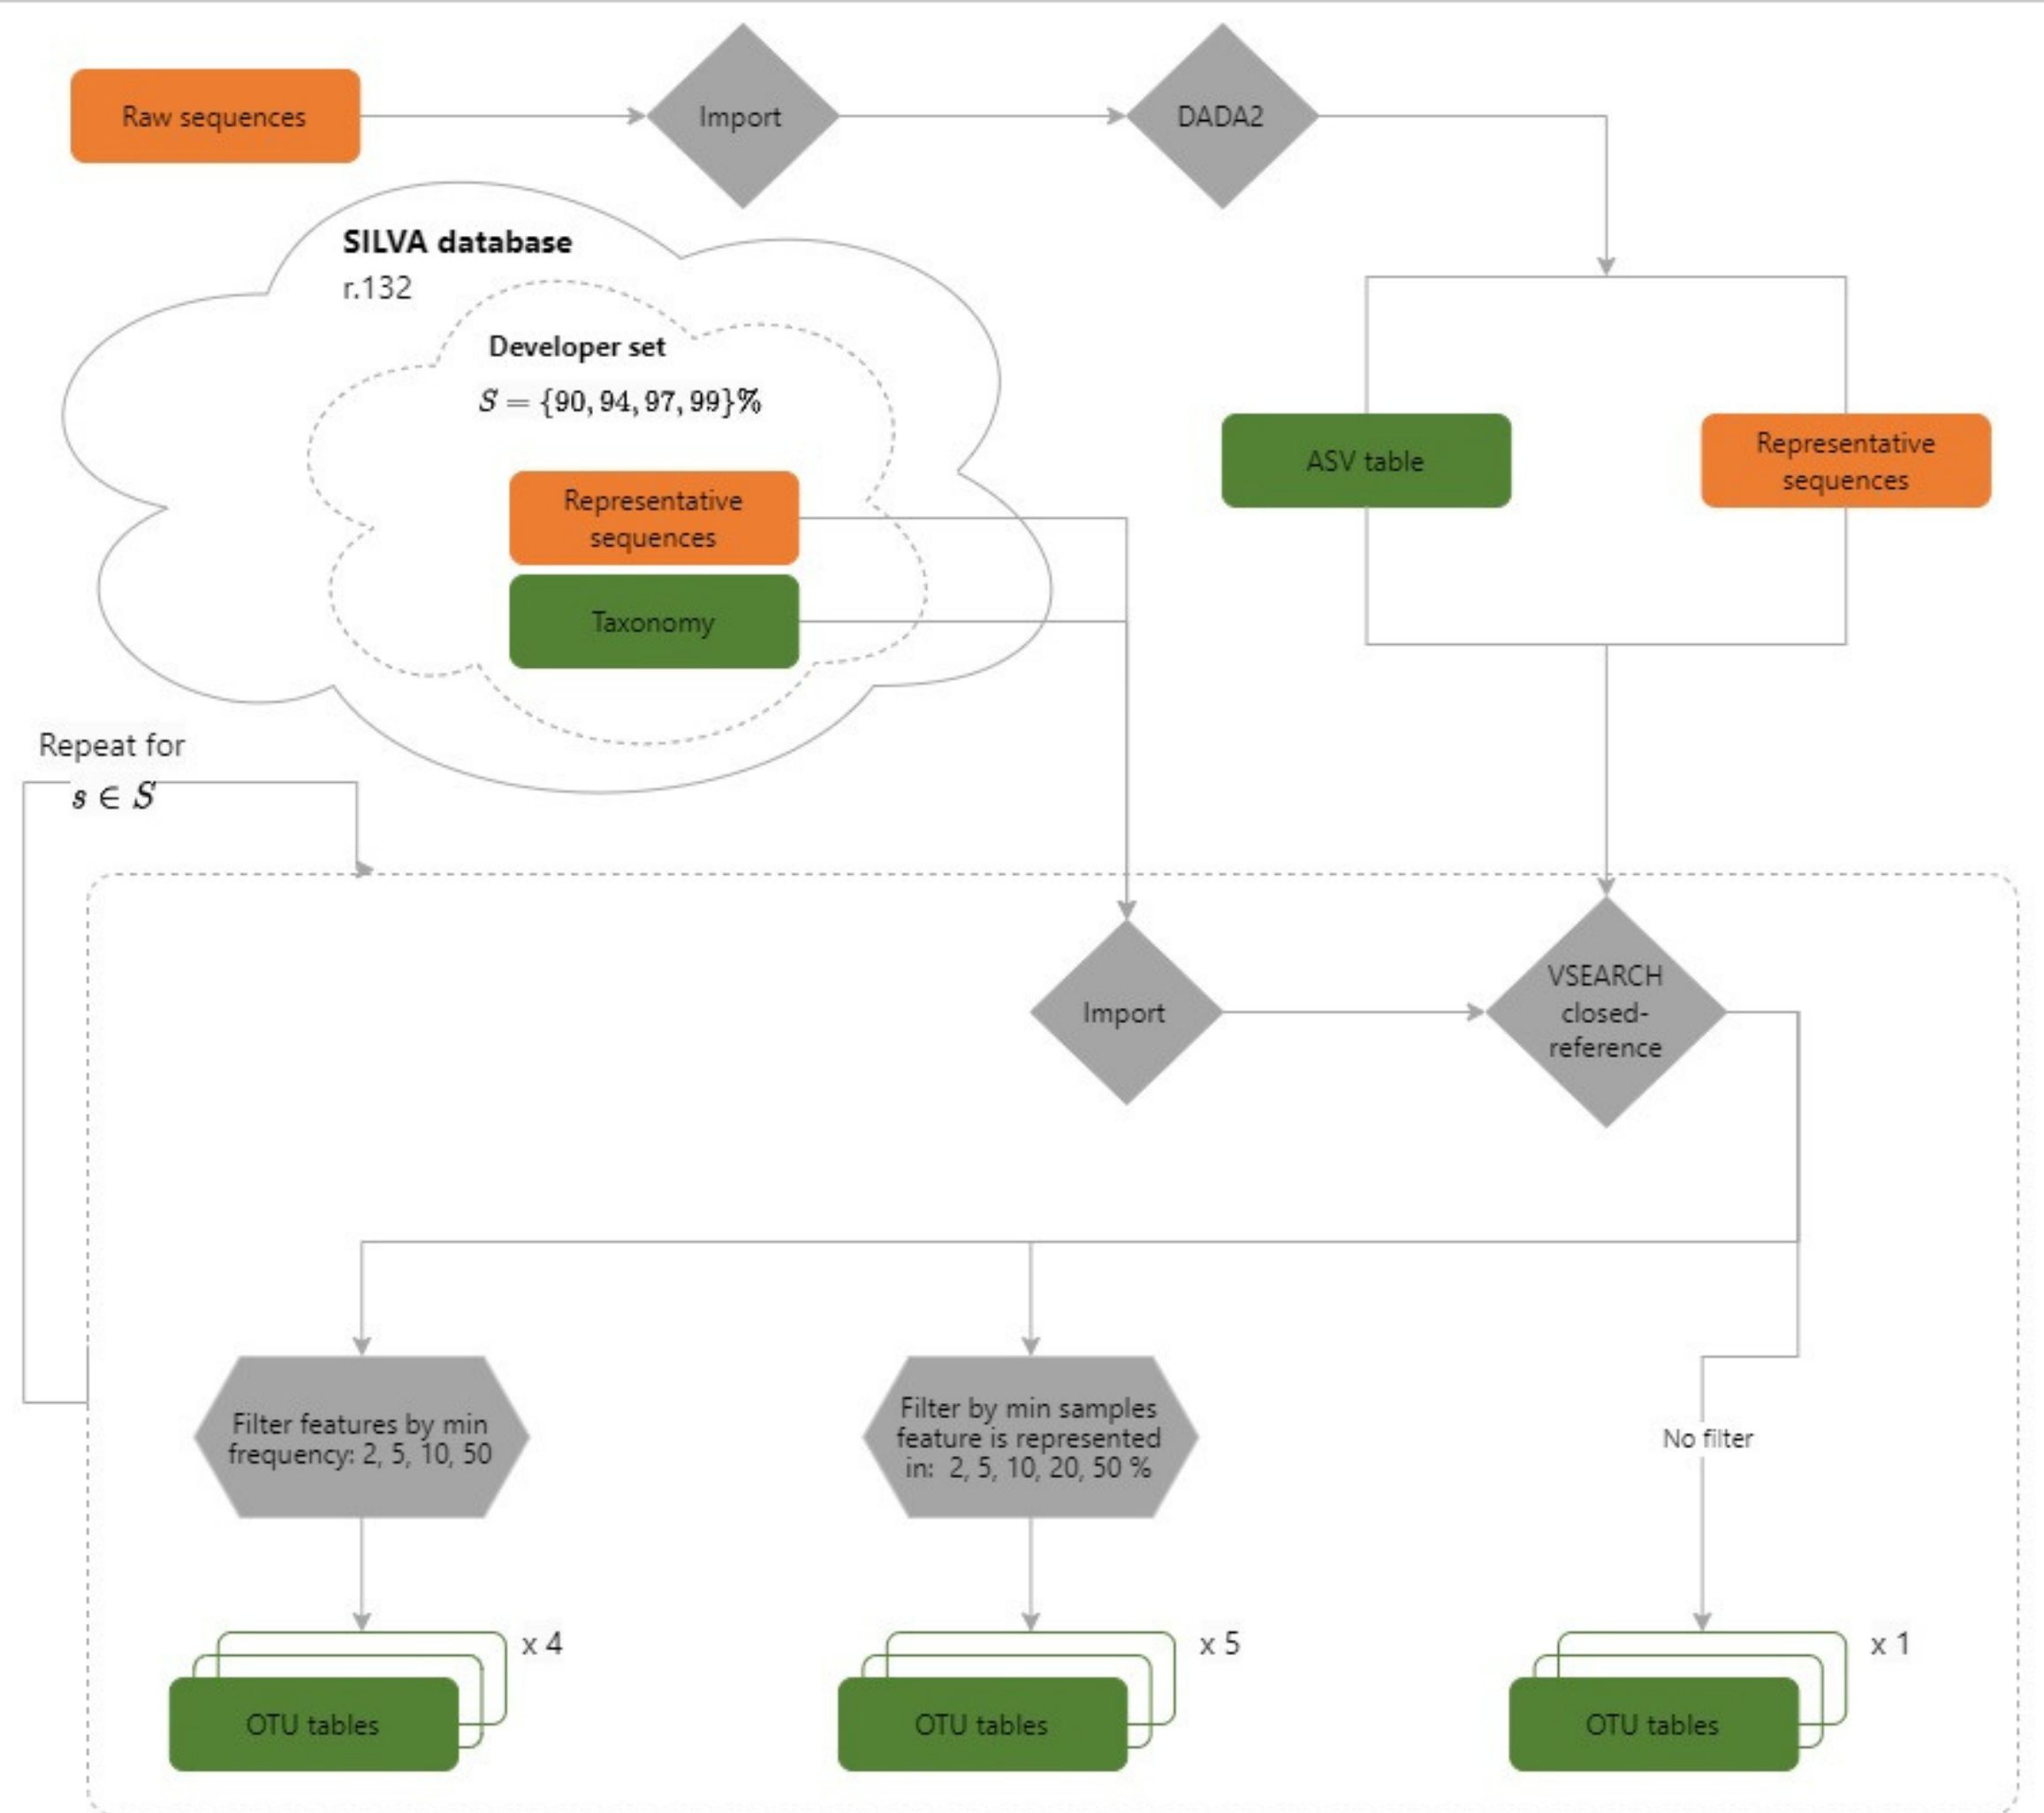 Raw sequences
Import
DADA2
SILVA database
r.132
Developer set
S = {90, 94, 97, 99}%
Representative
sequences
Taxonomy
ASV table
Representative
sequences
Repeat for
s ∈ S
Import
VSEARCH
closed-
reference
Filter features by min
frequency: 2, 5, 10, 50
Filter by min samples
feature is represented
in: 2, 5, 10, 20, 50 %
No filter
x 4
OTU tables
x 5
OTU tables
x 1
OTU tables